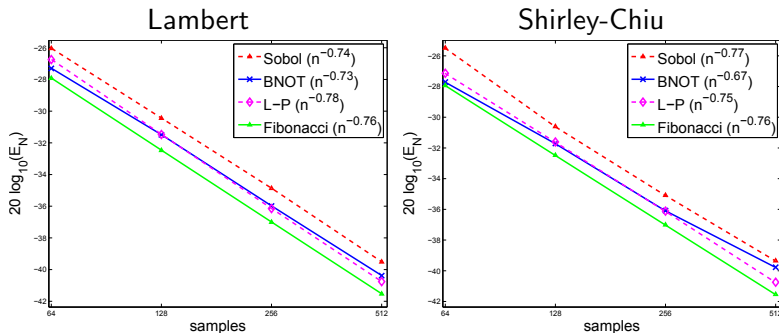 Lambert
−26
−28
−30
−32
−34
−36
−38
−40
−42
20 log10(EN)
Sobol (n^−0.74)
BNOT (n^−0.73)
L−P (n^−0.78)
Fibonacci (n^−0.76)
64
128
256
512
samples
Shirley-Chiu
−26
−28
−30
−32
−34
−36
−38
−40
−42
20 log10(EN)
Sobol (n^−0.77)
BNOT (n^−0.67)
L−P (n^−0.75)
Fibonacci (n^−0.76)
64
128
256
512
samples